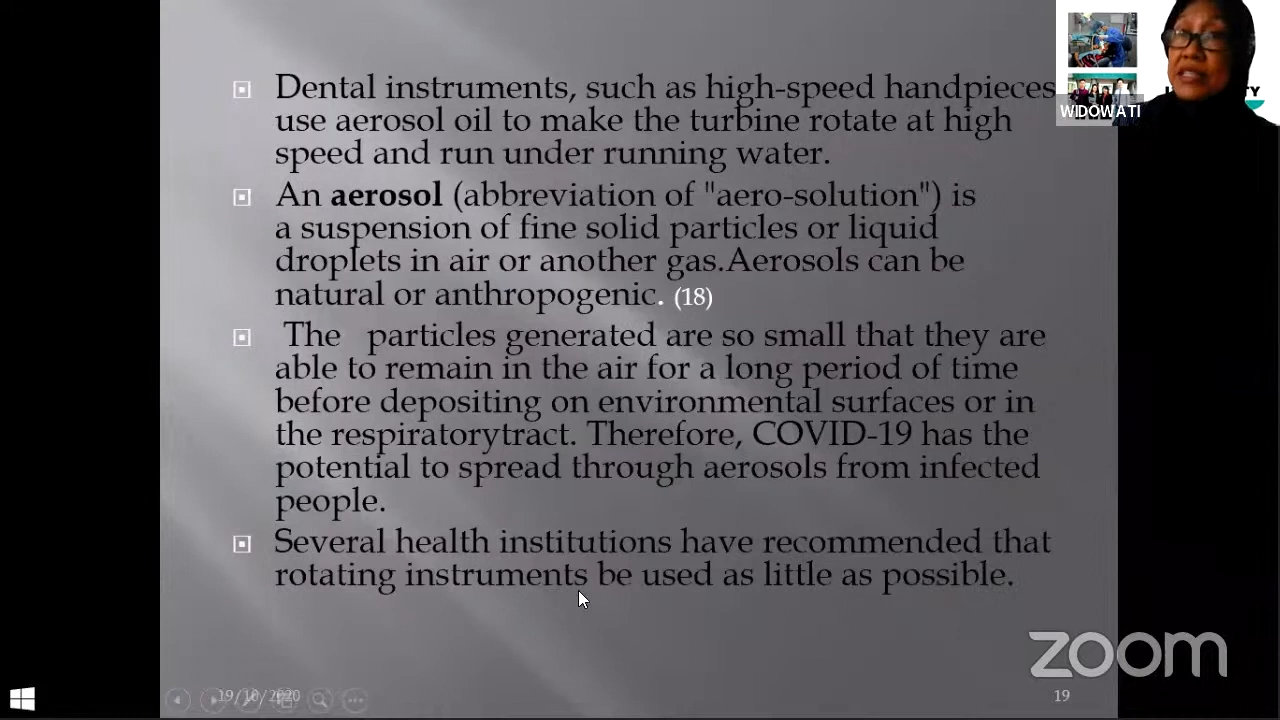 Dental instruments, such as high-speed handpieces
use aerosol oil to make the turbine rotate at high
speed and run under running water.
An aerosol (abbreviation of "aero-solution") is
a suspension of fine solid particles or liquid
droplets in air or another gas.Aerosols can be
natural or anthropogenic. (18)
The particles generated are so small that they are
able to remain in the air for a long period of time
before depositing on environmental surfaces or in
the respiratorytract. Therefore, COVID-19 has the
potential to spread through aerosols from infected
people.
Several health institutions have recommended that
rotating instruments be used as little as possible.
WIDOWATI
zoom
19/10/2020
19